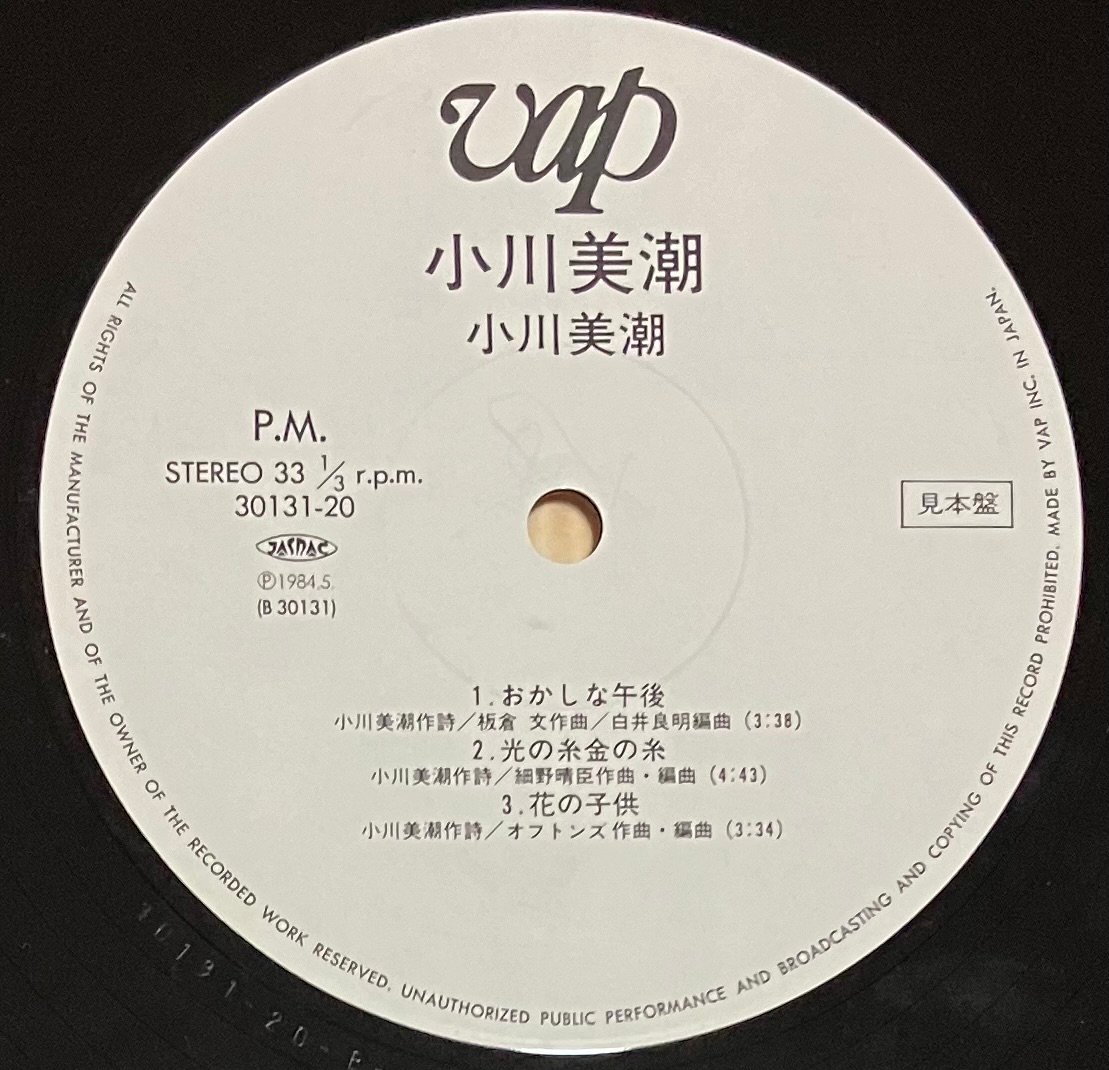 vap
小川美潮
小川美潮
P.M.
STEREO 33 1/3 r.p.m.
30131-20
JASRAC
Ⓟ1984.5
(B 30131)
見本盤
1.おかしな午後
小川美潮作詩/板倉 文作曲/白井良明編曲 (3:38)
2.光の糸金の糸
小川美潮作詩/細野晴臣作曲・編曲 (4:43)
3.花の子供
小川美潮作詩/オフトンズ作曲・編曲 (3:34)
ALL RIGHTS OF THE MANUFACTURER AND OF THE OWNER OF THE RECORDED WORK RESERVED. UNAUTHORIZED PUBLIC PERFORMANCE AND BROADCASTING AND COPYING OF THIS RECORD PROHIBITED. MADE BY VAP INC. IN JAPAN.